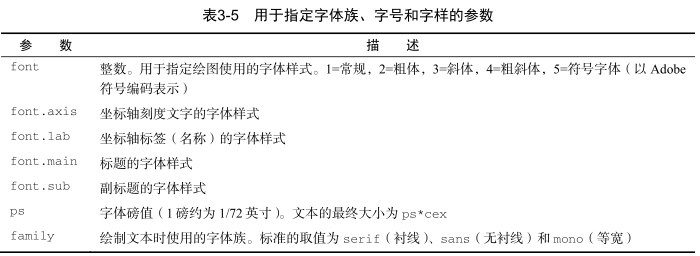 表3-5 用于指定字体族、字号和字样的参数
参 数 描 述
font 整数。用于指定绘图使用的字体样式。1=常规，2=粗体，3=斜体，4=粗斜体，5=符号字体（以 Adobe
符号编码表示）
font.axis 坐标轴刻度文字的字体样式
font.lab 坐标轴标签（名称）的字体样式
font.main 标题的字体样式
font.sub 副标题的字体样式
ps 字体磅值（1 磅约为 1/72 英寸）。文本的最终大小为 ps*cex
family 绘制文本时使用的字体族。标准的取值为 serif（衬线）、sans（无衬线）和 mono（等宽）